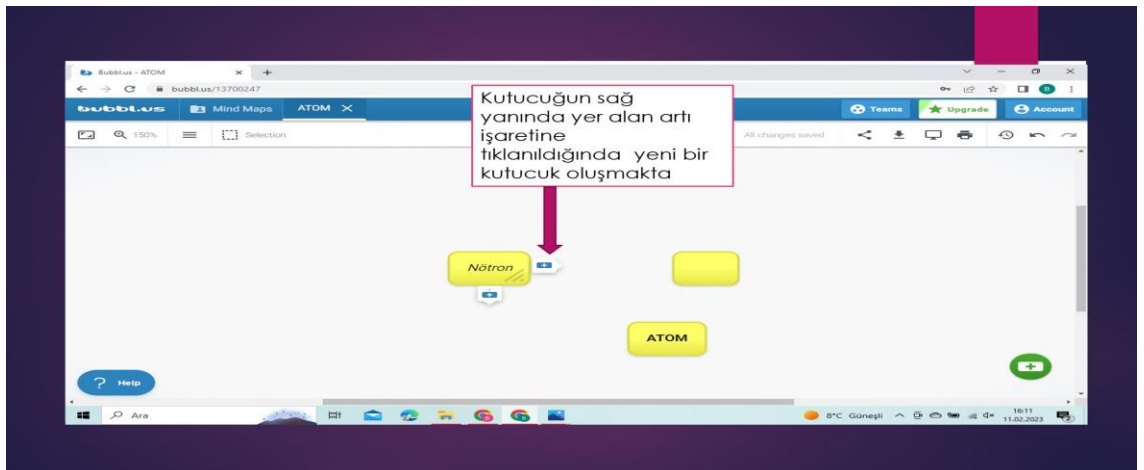 Bubbl.us - ATOM
bubbl.us/13700247
bubbl.us Mind Maps ATOM Teams Upgrade Account
150% Selection All changes saved
Kutucuğun sağ
yanında yer alan artı
işaretine
tıklanıldığında yeni bir
kutucuk oluşmakta
Nötron
ATOM
? Help
Ara 8°C Güneşli 16:11
11.02.2023